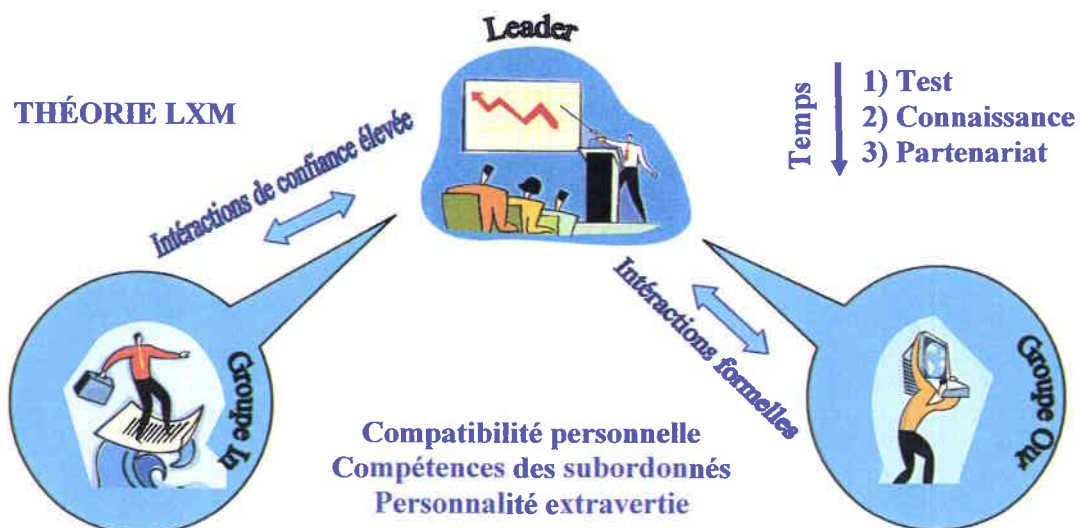 Leader
THÉORIE LXM
Intéractions de confiance élevée
Temps
1) Test
2) Connaissance
3) Partenariat
Intéractions formelles
Groupe In
Groupe Out
Compatibilité personnelle
Compétences des subordonnés
Personnalité extravertie